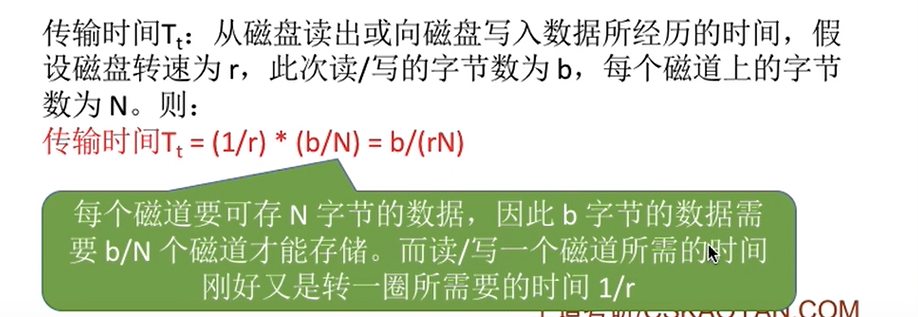 传输时间Tt：从磁盘读出或向磁盘写入数据所经历的时间，假
设磁盘转速为 r，此次读/写的字节数为 b，每个磁道上的字节
数为 N。则：
传输时间Tt = (1/r) * (b/N) = b/(rN)
每个磁道要可存 N 字节的数据，因此 b 字节的数据需
要 b/N 个磁道才能存储。而读/写一个磁道所需的时间
刚好又是转一圈所需要的时间 1/r